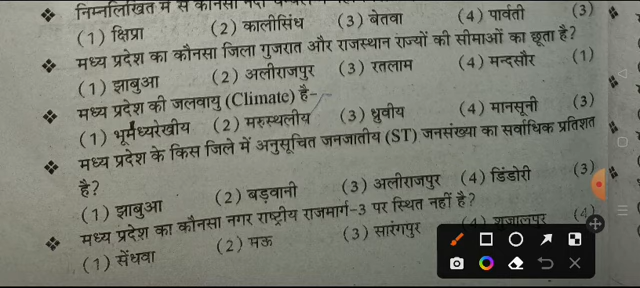 निम्नलिखित में से कौनसा नदी
(1) क्षिप्रा (2) कालीसिंध (3) बेतवा (4) पार्वती (3)
मध्य प्रदेश का कौनसा जिला गुजरात और राजस्थान राज्यों की सीमाओं का छूता है?
(1) झाबुआ (2) अलीराजपुर (3) रतलाम (4) मन्दसौर (1)
मध्य प्रदेश की जलवायु (Climate) है-
(1) भूमध्यरेखीय (2) मरुस्थलीय (3) ध्रुवीय (4) मानसूनी (3)
मध्य प्रदेश के किस जिले में अनुसूचित जनजातीय (ST) जनसंख्या का सर्वाधिक प्रतिशत
है?
(1) झाबुआ (2) बड़वानी (3) अलीराजपुर (4) डिंडोरी (3)
मध्य प्रदेश का कौनसा नगर राष्ट्रीय राजमार्ग-3 पर स्थित नहीं है?
(1) सेंधवा (2) मऊ (3) सारंगपुर (4) शुजालपुर (4)